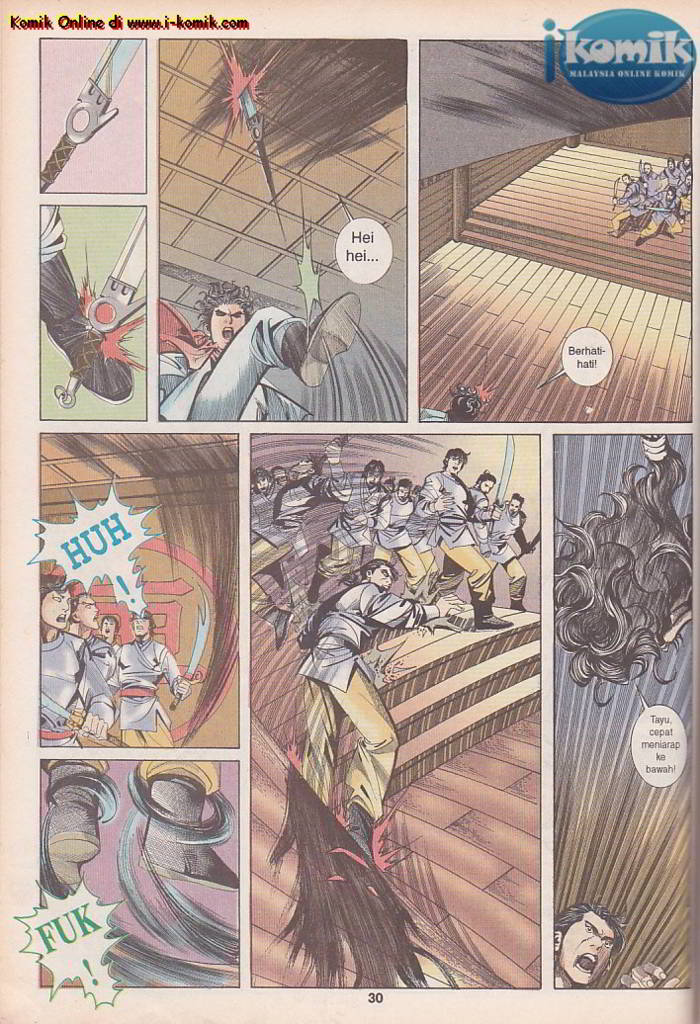 Komik Online di www.i-komik.com
ikomik
MALAYSIA ONLINE KOMIK
Hei
hei...
Berhati-
hati!
HUH
!
Tayu,
cepat
meniarap
ke
bawah!
FUK
!
30